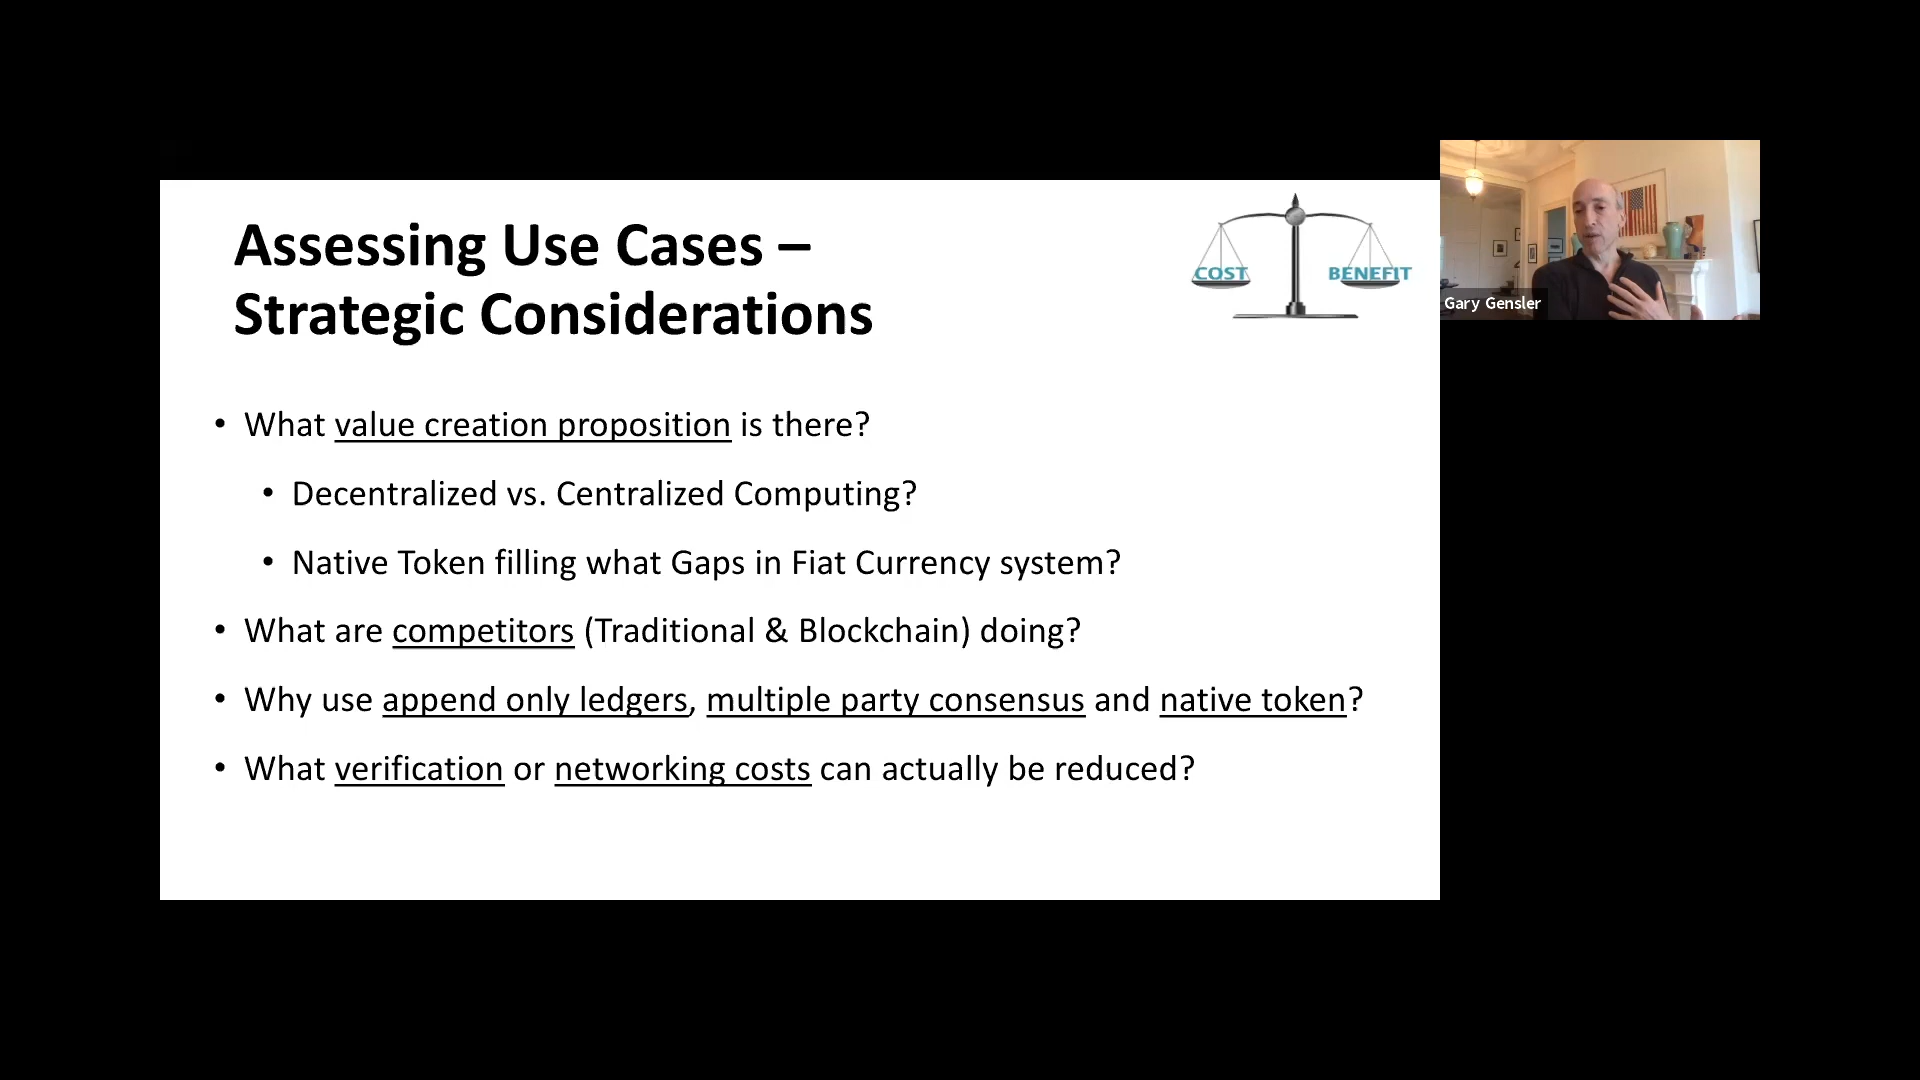 Assessing Use Cases –
Strategic Considerations
COST
BENEFIT
Gary Gensler
• What value creation proposition is there?
• Decentralized vs. Centralized Computing?
• Native Token filling what Gaps in Fiat Currency system?
• What are competitors (Traditional & Blockchain) doing?
• Why use append only ledgers, multiple party consensus and native token?
• What verification or networking costs can actually be reduced?